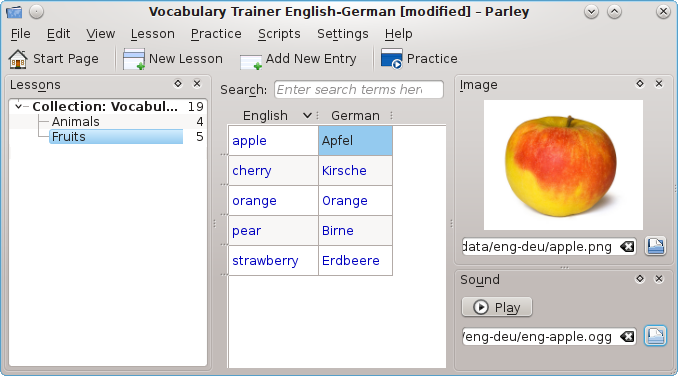 Vocabulary Trainer English-German [modified] – Parley
File Edit View Lesson Practice Scripts Settings Help
Start Page New Lesson Add New Entry Practice
Lessons
Collection: Vocabul... 19
Animals 4
Fruits 5
Search: Enter search terms here
English German
apple Apfel
cherry Kirsche
orange Orange
pear Birne
strawberry Erdbeere
Image
data/eng-deu/apple.png
Sound
Play
/eng-deu/eng-apple.ogg